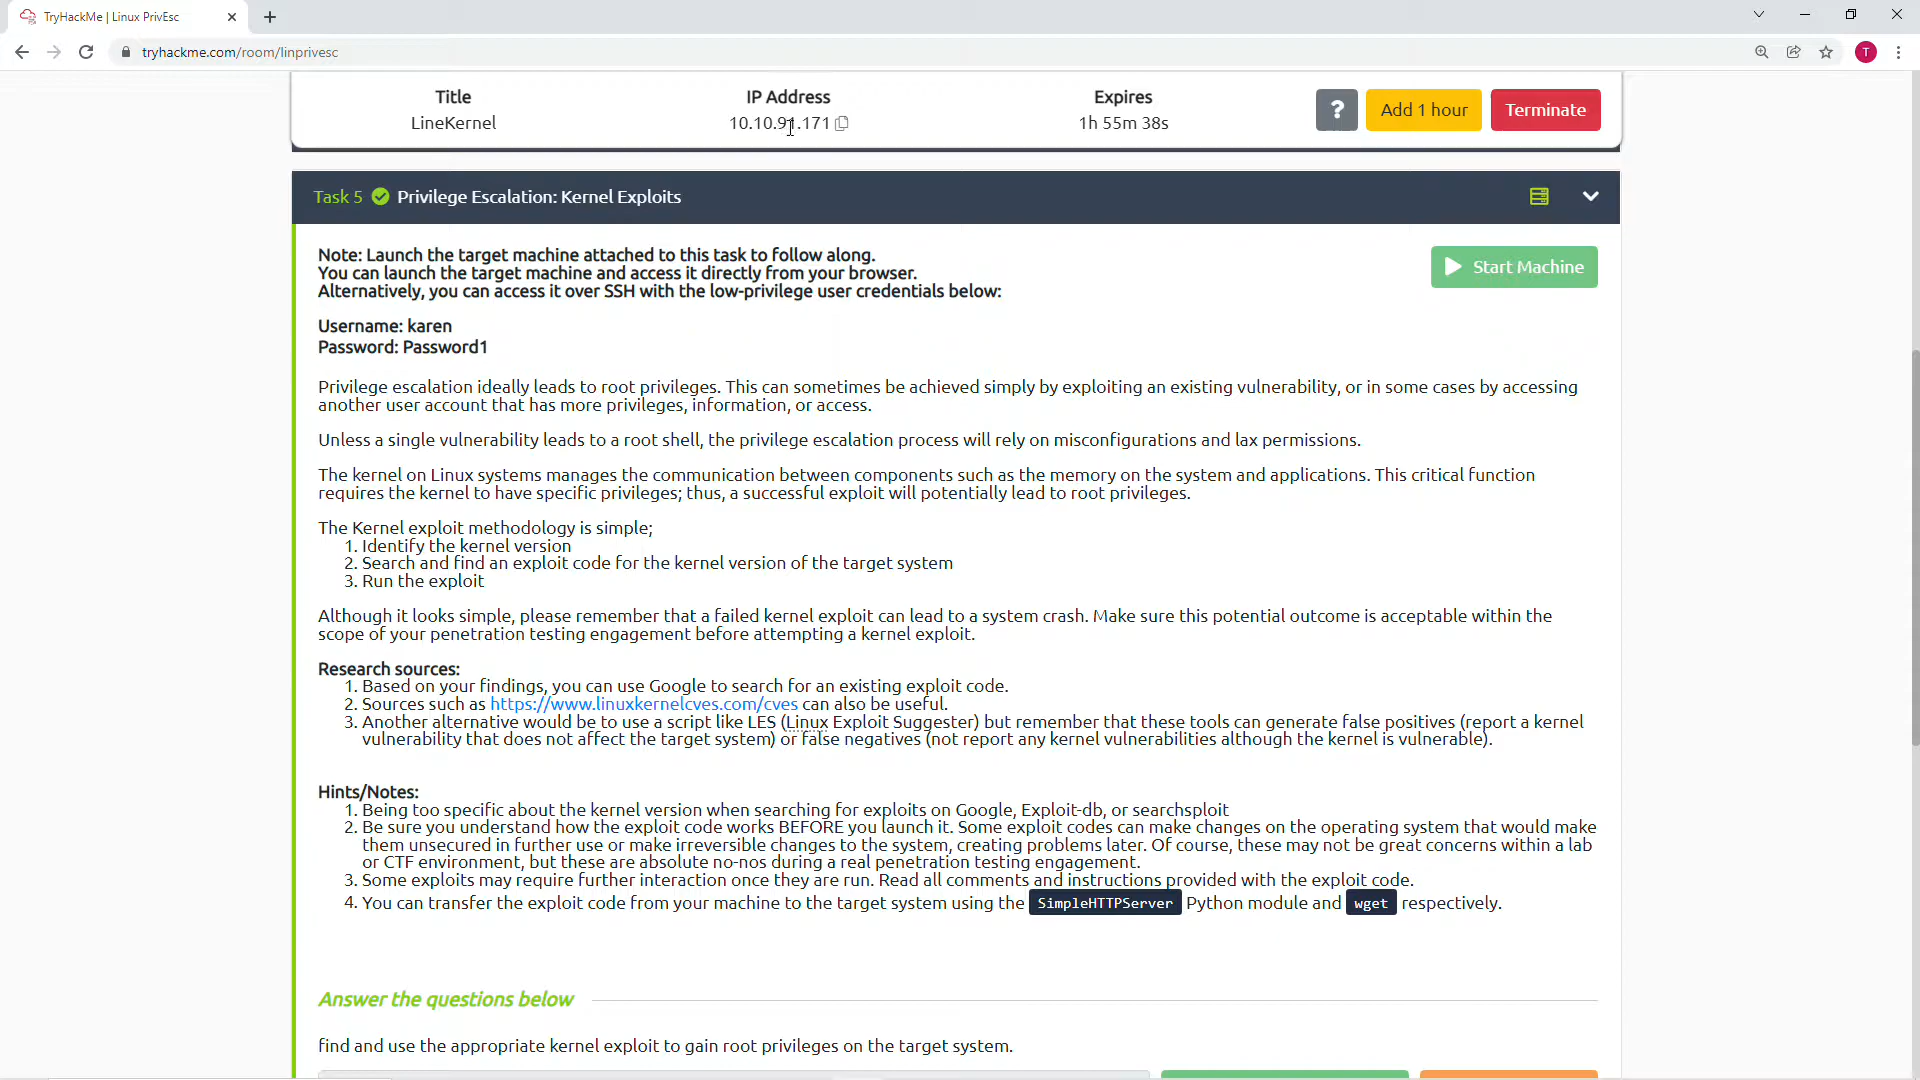 TryHackMe | Linux PrivEsc
tryhackme.com/room/linprivesc
T
Title
IP Address
Expires
LineKernel
10.10.91.171
1h 55m 38s
?
Add 1 hour
Terminate
Task 5
Privilege Escalation: Kernel Exploits
Note: Launch the target machine attached to this task to follow along.
You can launch the target machine and access it directly from your browser.
Alternatively, you can access it over SSH with the low-privilege user credentials below:
Start Machine
Username: karen
Password: Password1
Privilege escalation ideally leads to root privileges. This can sometimes be achieved simply by exploiting an existing vulnerability, or in some cases by accessing
another user account that has more privileges, information, or access.
Unless a single vulnerability leads to a root shell, the privilege escalation process will rely on misconfigurations and lax permissions.
The kernel on Linux systems manages the communication between components such as the memory on the system and applications. This critical function
requires the kernel to have specific privileges; thus, a successful exploit will potentially lead to root privileges.
The Kernel exploit methodology is simple;
1. Identify the kernel version
2. Search and find an exploit code for the kernel version of the target system
3. Run the exploit
Although it looks simple, please remember that a failed kernel exploit can lead to a system crash. Make sure this potential outcome is acceptable within the
scope of your penetration testing engagement before attempting a kernel exploit.
Research sources:
1. Based on your findings, you can use Google to search for an existing exploit code.
2. Sources such as https://www.linuxkernelcves.com/cves can also be useful.
3. Another alternative would be to use a script like LES (Linux Exploit Suggester) but remember that these tools can generate false positives (report a kernel
vulnerability that does not affect the target system) or false negatives (not report any kernel vulnerabilities although the kernel is vulnerable).
Hints/Notes:
1. Being too specific about the kernel version when searching for exploits on Google, Exploit-db, or searchsploit
2. Be sure you understand how the exploit code works BEFORE you launch it. Some exploit codes can make changes on the operating system that would make
them unsecured in further use or make irreversible changes to the system, creating problems later. Of course, these may not be great concerns within a lab
or CTF environment, but these are absolute no-nos during a real penetration testing engagement.
3. Some exploits may require further interaction once they are run. Read all comments and instructions provided with the exploit code.
4. You can transfer the exploit code from your machine to the target system using the SimpleHTTPServer Python module and wget respectively.
Answer the questions below
find and use the appropriate kernel exploit to gain root privileges on the target system.